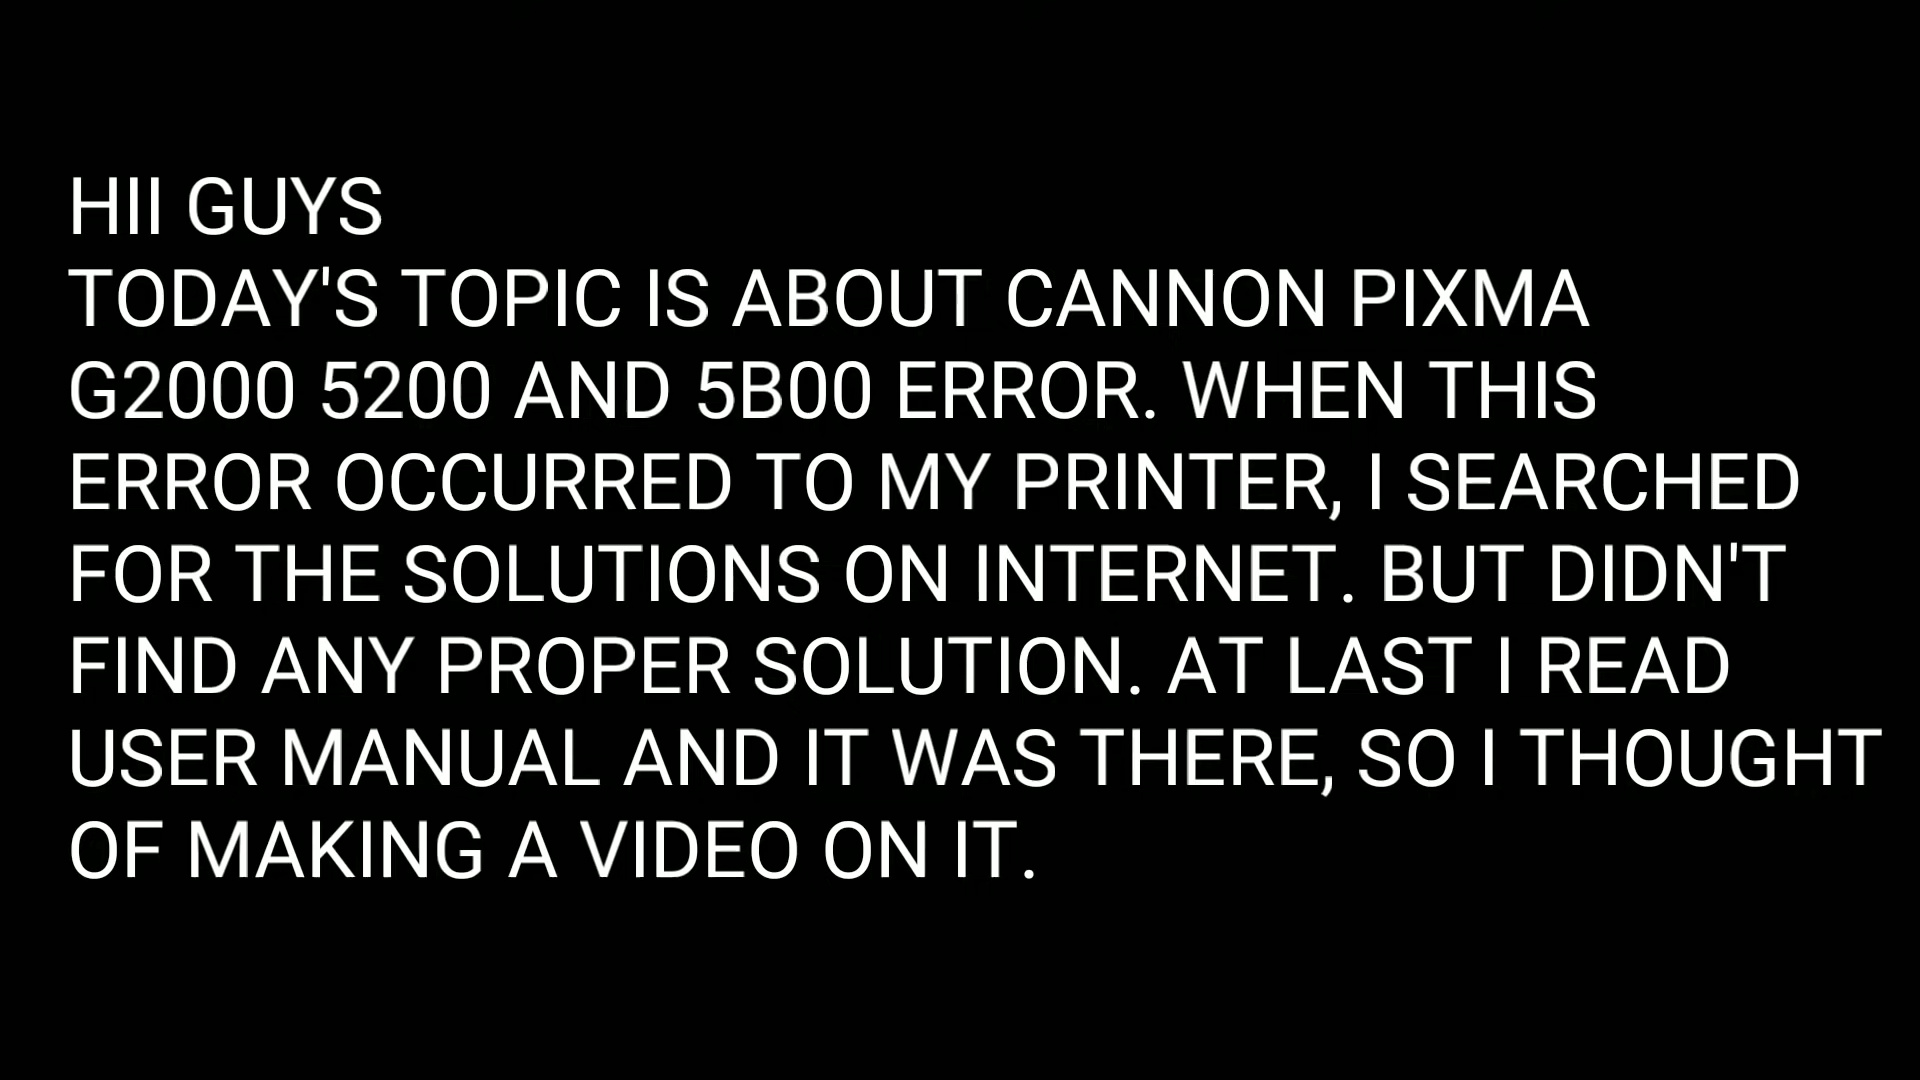 HII GUYS
TODAY'S TOPIC IS ABOUT CANNON PIXMA
G2000 5200 AND 5B00 ERROR. WHEN THIS
ERROR OCCURRED TO MY PRINTER, I SEARCHED
FOR THE SOLUTIONS ON INTERNET. BUT DIDN'T
FIND ANY PROPER SOLUTION. AT LAST I READ
USER MANUAL AND IT WAS THERE, SO I THOUGHT
OF MAKING A VIDEO ON IT.